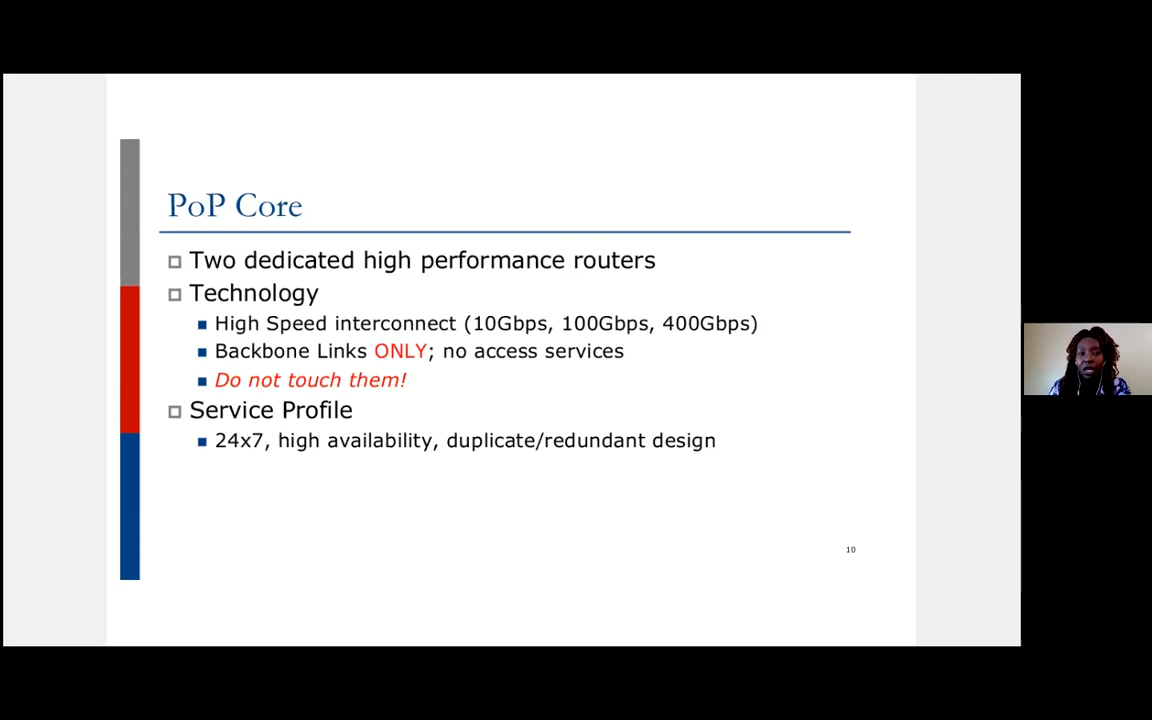 PoP Core
Two dedicated high performance routers
Technology
High Speed interconnect (10Gbps, 100Gbps, 400Gbps)
Backbone Links ONLY; no access services
Do not touch them!
Service Profile
24x7, high availability, duplicate/redundant design
10